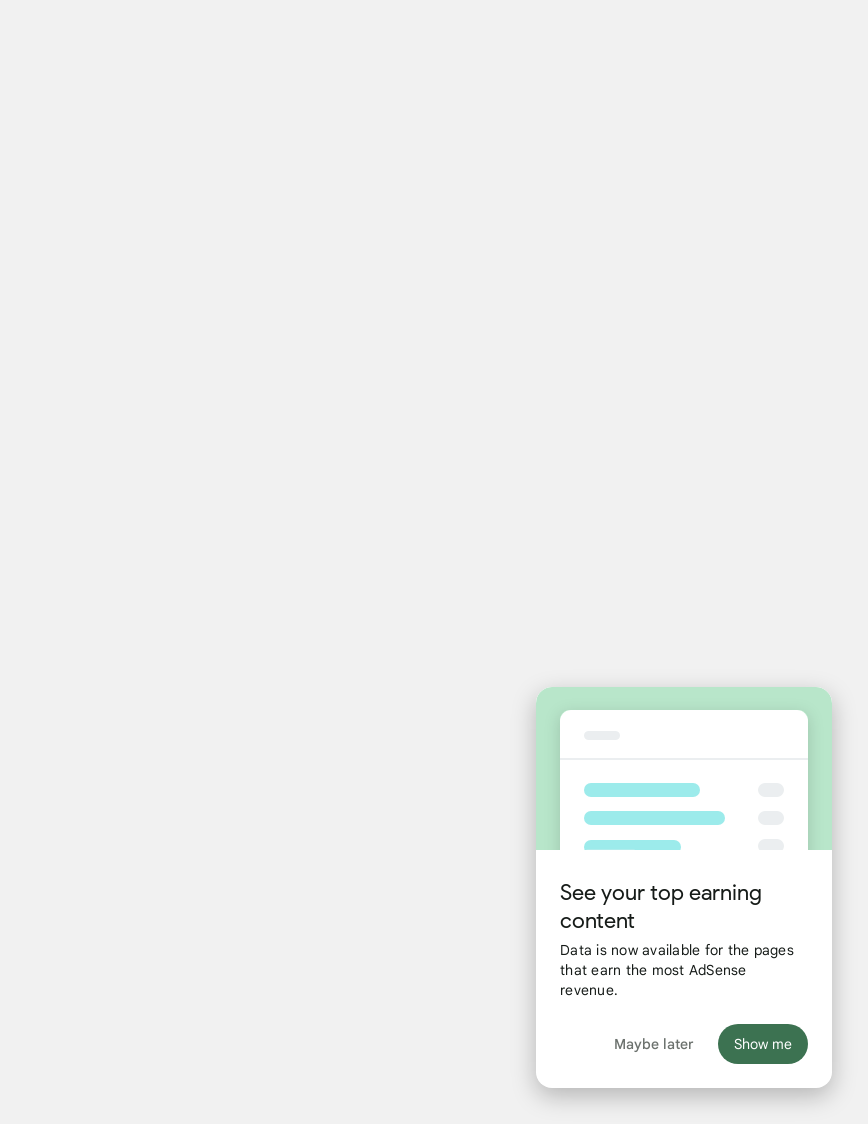 See your top earning
content
Data is now available for the pages
that earn the most AdSense
revenue.
Maybe later
Show me